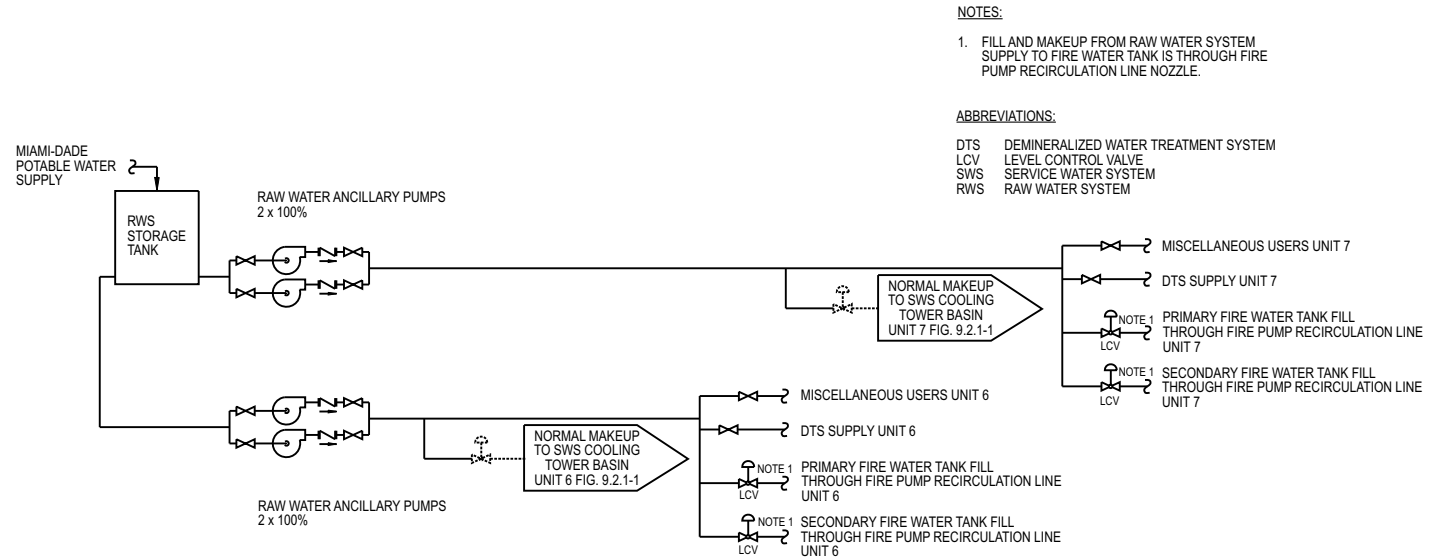 NOTES:
1. FILL AND MAKEUP FROM RAW WATER SYSTEM
SUPPLY TO FIRE WATER TANK IS THROUGH FIRE
PUMP RECIRCULATION LINE NOZZLE.
ABBREVIATIONS:
DTS DEMINERALIZED WATER TREATMENT SYSTEM
LCV LEVEL CONTROL VALVE
SWS SERVICE WATER SYSTEM
RWS RAW WATER SYSTEM
MIAMI-DADE
POTABLE WATER
SUPPLY
RWS
STORAGE
TANK
RAW WATER ANCILLARY PUMPS
2 x 100%
NORMAL MAKEUP
TO SWS COOLING
TOWER BASIN
UNIT 7 FIG. 9.2.1-1
MISCELLANEOUS USERS UNIT 7
DTS SUPPLY UNIT 7
NOTE 1 PRIMARY FIRE WATER TANK FILL
THROUGH FIRE PUMP RECIRCULATION LINE
LCV UNIT 7
NOTE 1 SECONDARY FIRE WATER TANK FILL
THROUGH FIRE PUMP RECIRCULATION LINE
LCV UNIT 7
NORMAL MAKEUP
TO SWS COOLING
TOWER BASIN
UNIT 6 FIG. 9.2.1-1
MISCELLANEOUS USERS UNIT 6
DTS SUPPLY UNIT 6
NOTE 1 PRIMARY FIRE WATER TANK FILL
THROUGH FIRE PUMP RECIRCULATION LINE
LCV UNIT 6
NOTE 1 SECONDARY FIRE WATER TANK FILL
THROUGH FIRE PUMP RECIRCULATION LINE
LCV UNIT 6
RAW WATER ANCILLARY PUMPS
2 x 100%